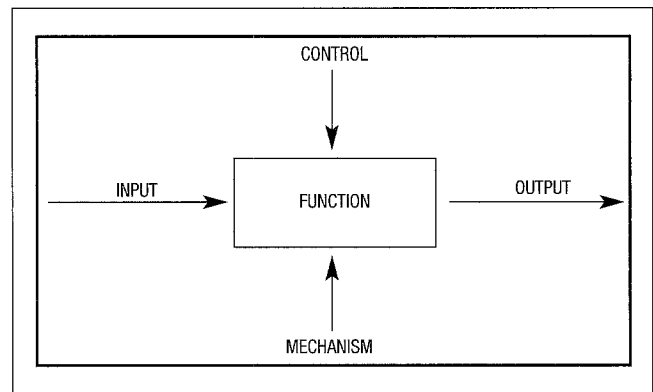 CONTROL
INPUT
FUNCTION
OUTPUT
MECHANISM